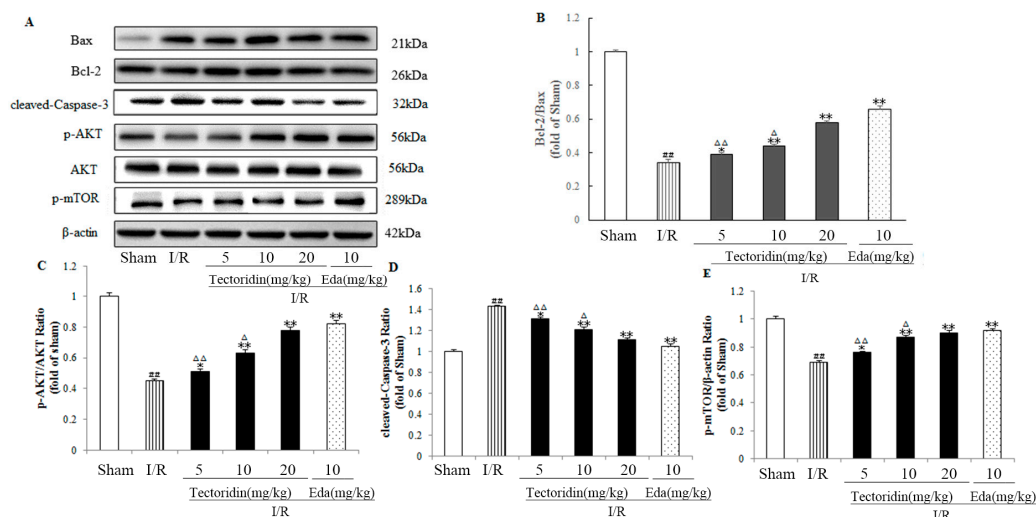 A
Bax
21kDa
Bcl-2
26kDa
cleaved-Caspase-3
32kDa
p-AKT
56kDa
AKT
56kDa
p-mTOR
289kDa
β-actin
42kDa
Sham I/R 5 10 20 10
Tectoridin(mg/kg) Eda(mg/kg)
I/R
B
Bcl-2/Bax
(fold of Sham)
1.2
1
0.8
0.6
0.4
0.2
0
##
△△
*
△
**
**
**
Sham I/R 5 10 20 10
Tectoridin(mg/kg) Eda(mg/kg)
I/R
C
p-AKT/AKT Ratio
(fold of sham)
1.2
1
0.8
0.6
0.4
0.2
0
##
△△
*
△
**
**
**
Sham I/R 5 10 20 10
Tectoridin(mg/kg) Eda(mg/kg)
I/R
D
cleaved-Caspase-3 Ratio
(fold of Sham)
1.6
1.4
1.2
1
0.8
0.6
0.4
0.2
0
##
△△
*
△
**
**
**
Sham I/R 5 10 20 10
Tectoridin(mg/kg) Eda(mg/kg)
I/R
E
p-mTOR/β-actin Ratio
(fold of Sham)
1.2
1
0.8
0.6
0.4
0.2
0
##
△△
*
△
**
**
**
Sham I/R 5 10 20 10
Tectoridin(mg/kg) Eda(mg/kg)
I/R